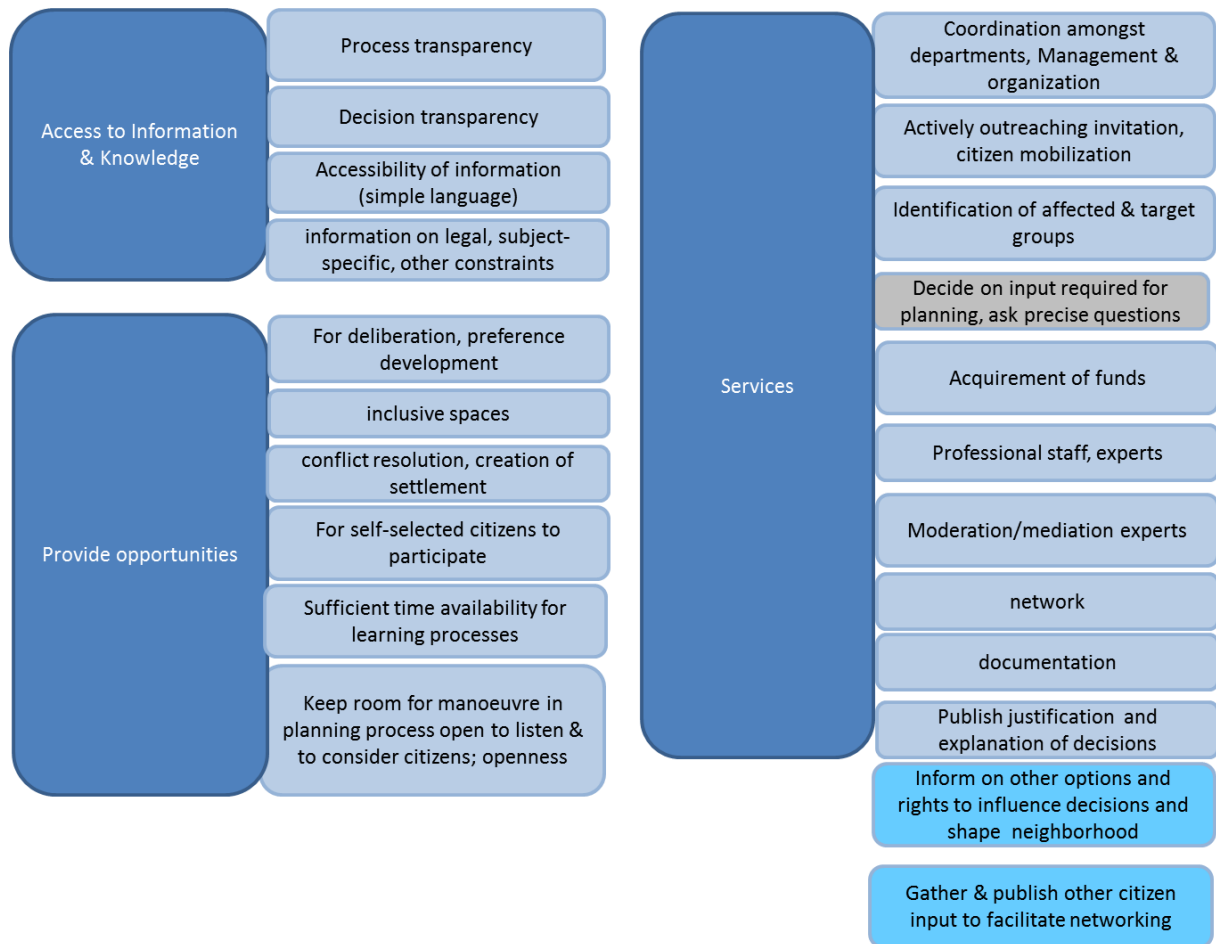 Access to Information
& Knowledge
Process transparency
Decision transparency
Accessibility of information
(simple language)
information on legal, subject-
specific, other constraints
Provide opportunities
For deliberation, preference
development
inclusive spaces
conflict resolution, creation of
settlement
For self-selected citizens to
participate
Sufficient time availability for
learning processes
Keep room for manoeuvre in
planning process open to listen &
to consider citizens; openness
Services
Coordination amongst
departments, Management &
organization
Actively outreaching invitation,
citizen mobilization
Identification of affected & target
groups
Decide on input required for
planning, ask precise questions
Acquirement of funds
Professional staff, experts
Moderation/mediation experts
network
documentation
Publish justification and
explanation of decisions
Inform on other options and
rights to influence decisions and
shape neighborhood
Gather & publish other citizen
input to facilitate networking